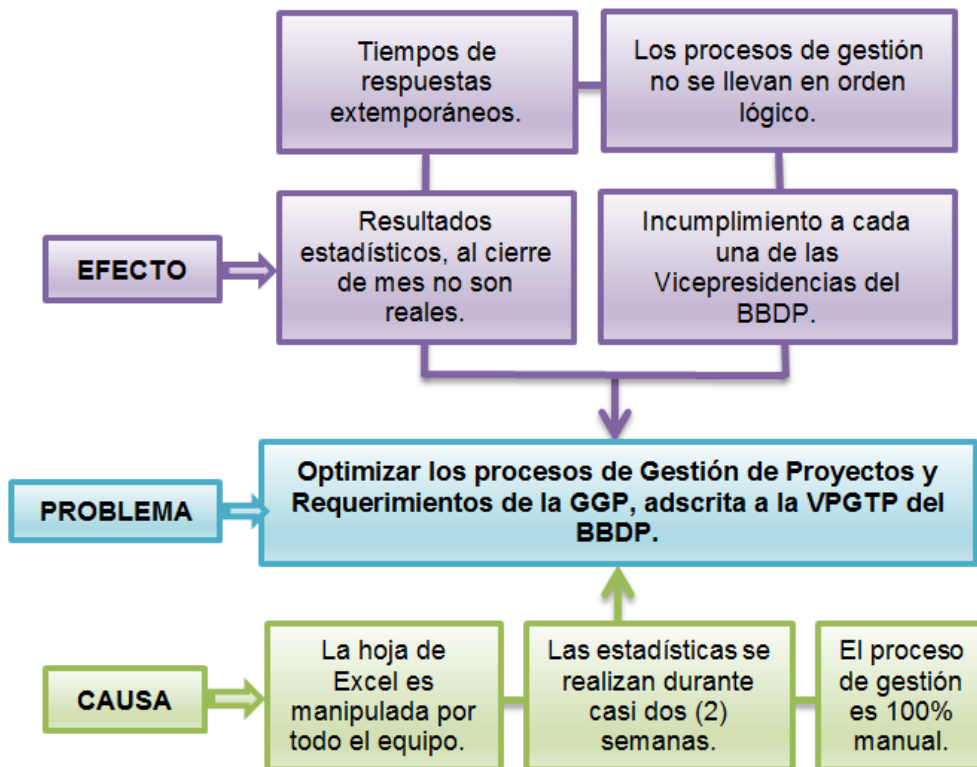 Tiempos de
respuestas
extemporáneos.
Los procesos de gestión
no se llevan en orden
lógico.
EFECTO
Resultados
estadísticos, al cierre
de mes no son
reales.
Incumplimiento a cada
una de las
Vicepresidencias del
BBDP.
PROBLEMA
Optimizar los procesos de Gestión de Proyectos y
Requerimientos de la GGP, adscrita a la VPGTP del
BBDP.
CAUSA
La hoja de
Excel es
manipulada por
todo el equipo.
Las estadísticas se
realizan durante
casi dos (2)
semanas.
El proceso
de gestión
es 100%
manual.